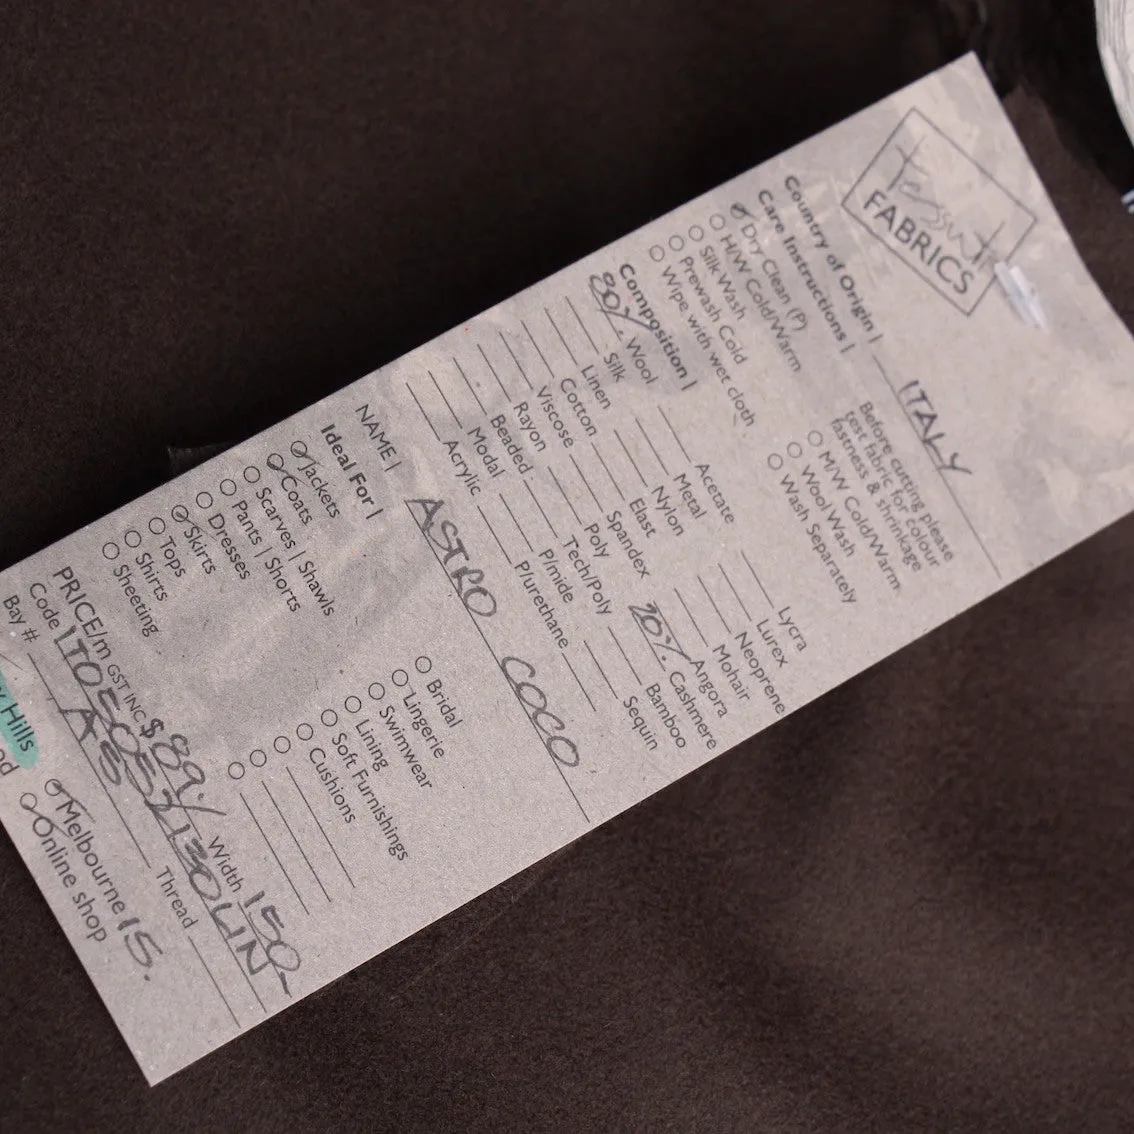 Tessuti
FABRICS
Country of Origin | ITALY
Care Instructions |
Dry Clean (P)
H/W Cold/Warm
Silk Wash
Prewash Cold
Wipe with wet cloth
Before cutting please
test fabric for colour
fastness & shrinkage
M/W Cold/Warm
Wool Wash
Wash Separately
Composition |
80% Wool
Silk
Linen
Cotton
Viscose
Rayon
Beaded
Modal
Acrylic
Acetate
Metal
Nylon
Elast
Spandex
Poly
Tech/Poly
P/mide
P/urethane
Lycra
Lurex
Neoprene
Mohair
Angora
20% Cashmere
Bamboo
Sequin
NAME | ASTRO COCO
Ideal For |
Jackets
Coats
Scarves | Shawls
Pants | Shorts
Dresses
Skirts
Tops
Shirts
Sheeting
Bridal
Lingerie
Swimwear
Lining
Soft Furnishings
Cushions
PRICE/m GST INC $89% Width 150-
Code
Bay # A5 Thread
Hills
Melbourne 15.
Online shop